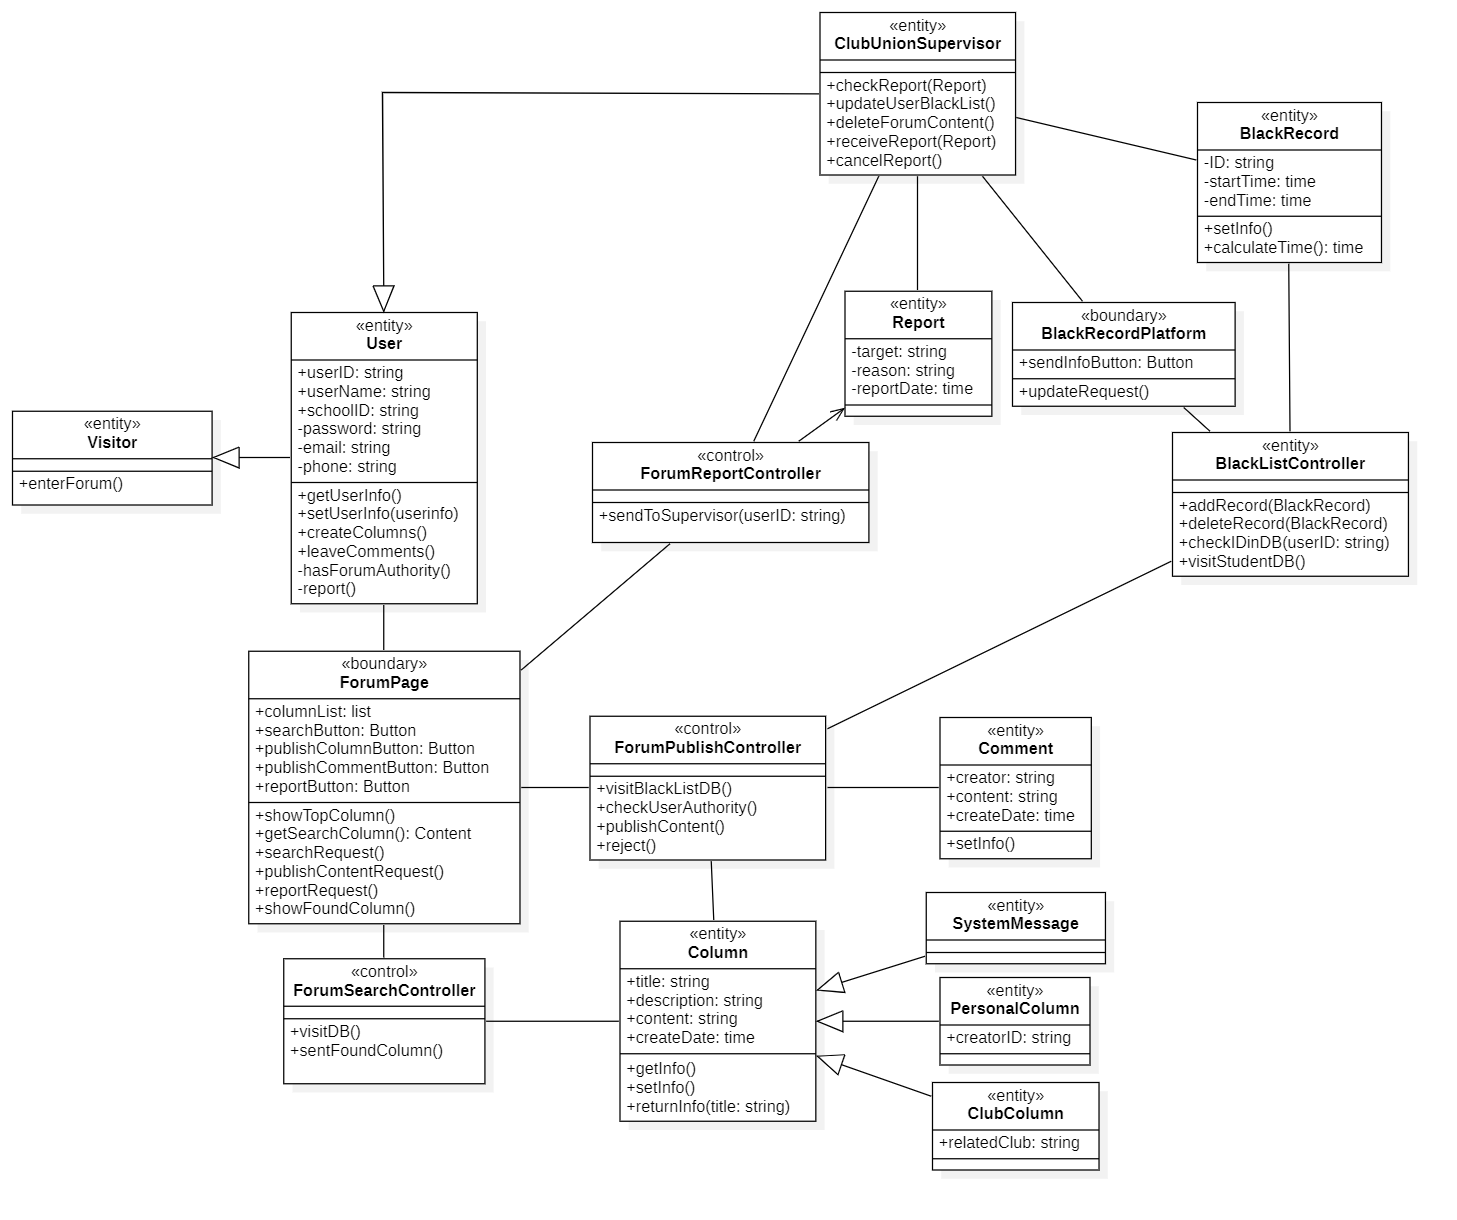 «entity»
ClubUnionSupervisor
+checkReport(Report)
+updateUserBlackList()
+deleteForumContent()
+receiveReport(Report)
+cancelReport()
«entity»
BlackRecord
-ID: string
-startTime: time
-endTime: time
+setInfo()
+calculateTime(): time
«entity»
Report
-target: string
-reason: string
-reportDate: time
«boundary»
BlackRecordPlatform
+sendInfoButton: Button
+updateRequest()
«entity»
User
+userID: string
+userName: string
+schoolID: string
-password: string
-email: string
-phone: string
+getUserInfo()
+setUserInfo(userinfo)
+createColumns()
+leaveComments()
-hasForumAuthority()
-report()
«entity»
Visitor
+enterForum()
«control»
ForumReportController
+sendToSupervisor(userID: string)
«entity»
BlackListController
+addRecord(BlackRecord)
+deleteRecord(BlackRecord)
+checkIDinDB(userID: string)
+visitStudentDB()
«boundary»
ForumPage
+columnList: list
+searchButton: Button
+publishColumnButton: Button
+publishCommentButton: Button
+reportButton: Button
+showTopColumn()
+getSearchColumn(): Content
+searchRequest()
+publishContentRequest()
+reportRequest()
+showFoundColumn()
«control»
ForumPublishController
+visitBlackListDB()
+checkUserAuthority()
+publishContent()
+reject()
«entity»
Comment
+creator: string
+content: string
+createDate: time
+setInfo()
«entity»
SystemMessage
«control»
ForumSearchController
+visitDB()
+sentFoundColumn()
«entity»
Column
+title: string
+description: string
+content: string
+createDate: time
+getInfo()
+setInfo()
+returnInfo(title: string)
«entity»
PersonalColumn
+creatorID: string
«entity»
ClubColumn
+relatedClub: string